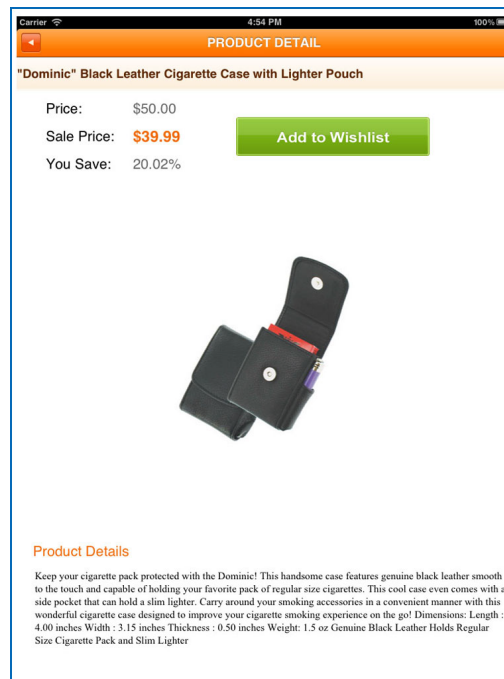 Carrier 4:54 PM 100%
PRODUCT DETAIL
"Dominic" Black Leather Cigarette Case with Lighter Pouch
Price: $50.00
Sale Price: $39.99
Add to Wishlist
You Save: 20.02%
Product Details
Keep your cigarette pack protected with the Dominic! This handsome case features genuine black leather smooth
to the touch and capable of holding your favorite pack of regular size cigarettes. This cool case even comes with a
side pocket that can hold a slim lighter. Carry around your smoking accessories in a convenient manner with this
wonderful cigarette case designed to improve your cigarette smoking experience on the go! Dimensions: Length :
4.00 inches Width : 3.15 inches Thickness : 0.50 inches Weight: 1.5 oz Genuine Black Leather Holds Regular
Size Cigarette Pack and Slim Lighter